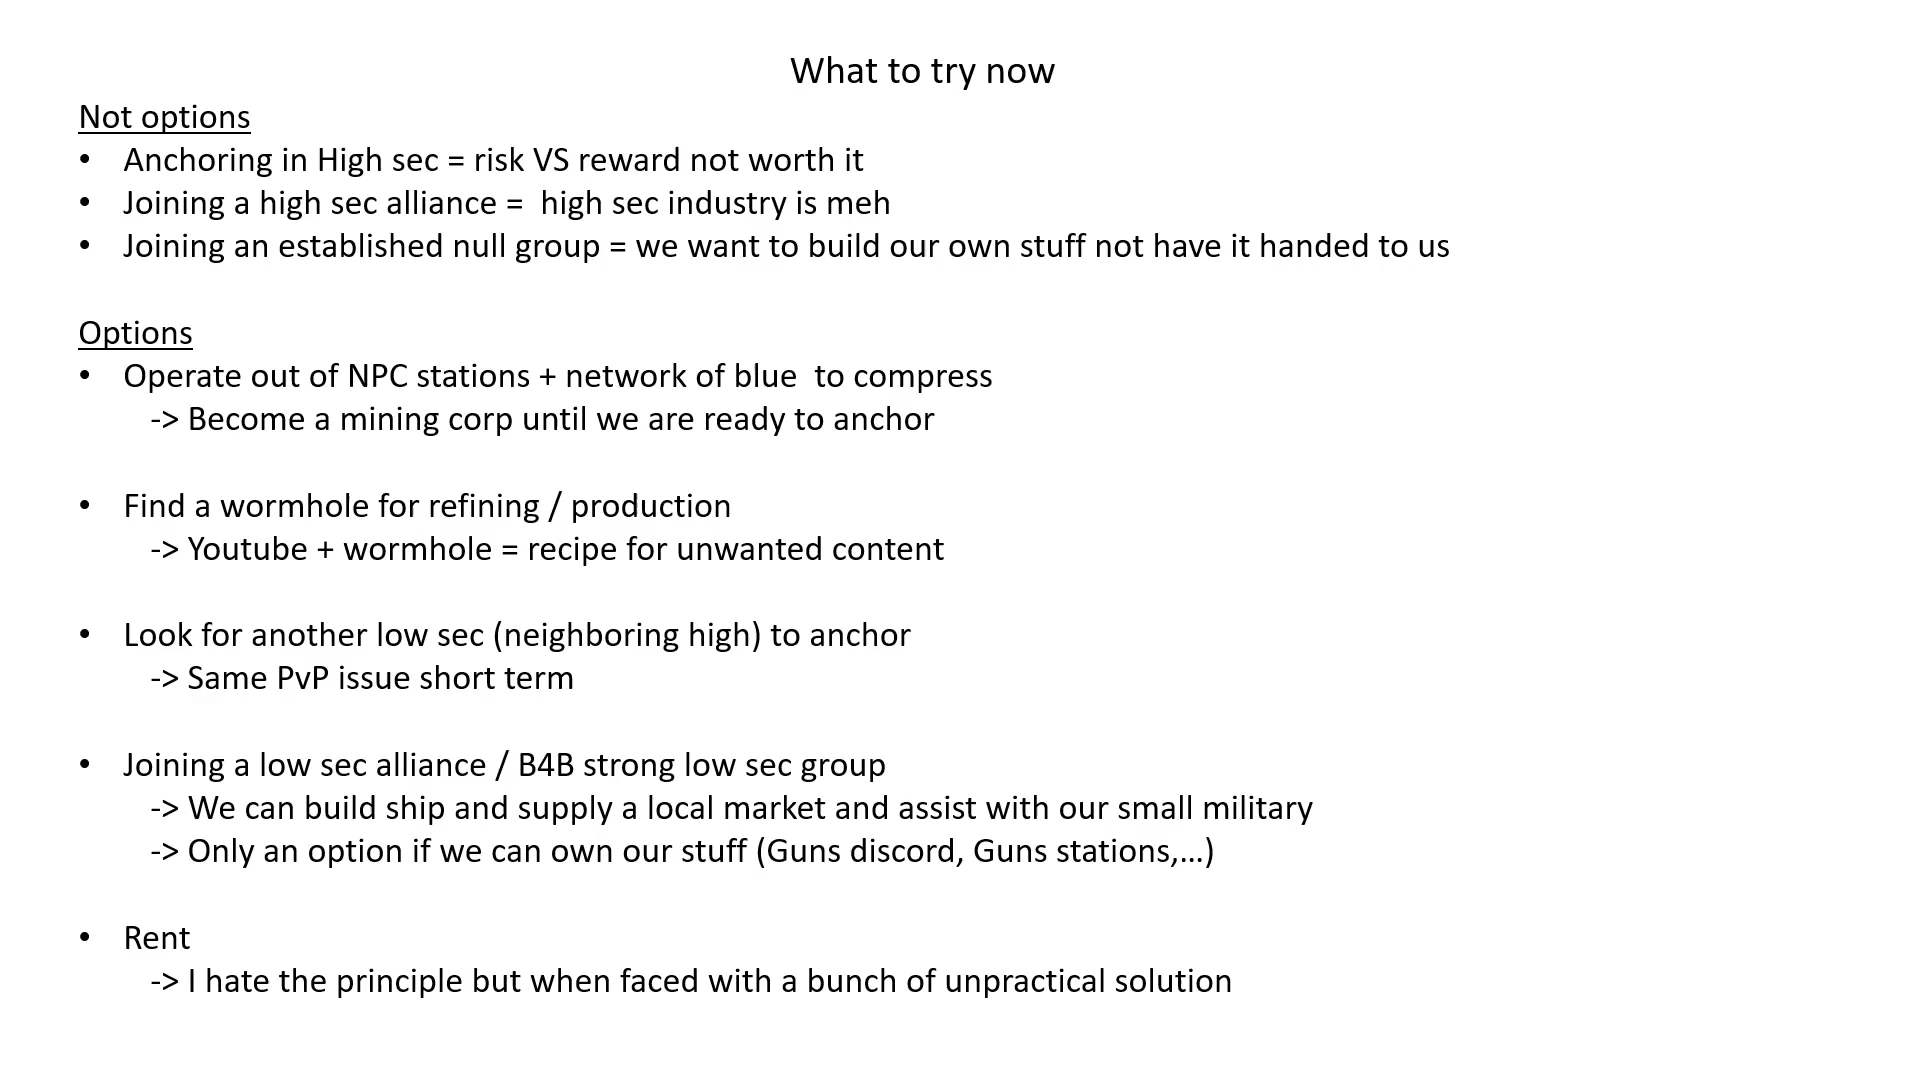 What to try now
Not options
• Anchoring in High sec = risk VS reward not worth it
• Joining a high sec alliance =  high sec industry is meh
• Joining an established null group = we want to build our own stuff not have it handed to us
Options
• Operate out of NPC stations + network of blue  to compress
-> Become a mining corp until we are ready to anchor
• Find a wormhole for refining / production
-> Youtube + wormhole = recipe for unwanted content
• Look for another low sec (neighboring high) to anchor
-> Same PvP issue short term
• Joining a low sec alliance / B4B strong low sec group
-> We can build ship and supply a local market and assist with our small military
-> Only an option if we can own our stuff (Guns discord, Guns stations,...)
• Rent
-> I hate the principle but when faced with a bunch of unpractical solution